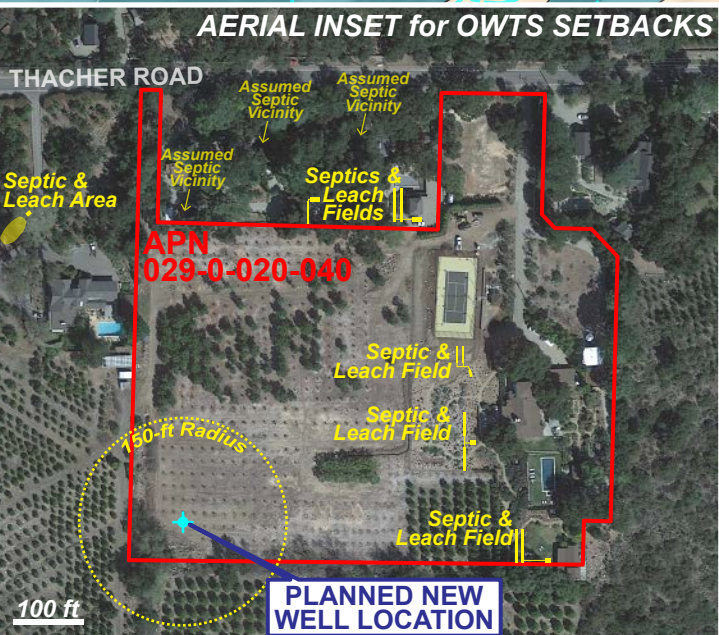 AERIAL INSET for OWTS SETBACKS
THACHER ROAD
Assumed
Septic
Vicinity
Assumed
Septic
Vicinity
Assumed
Septic
Vicinity
Septic &
Leach Area
Septics &
Leach
Fields
APN
029-0-020-040
Septic &
Leach Field
Septic &
Leach Field
150-ft Radius
Septic &
Leach Field
PLANNED NEW
WELL LOCATION
100 ft